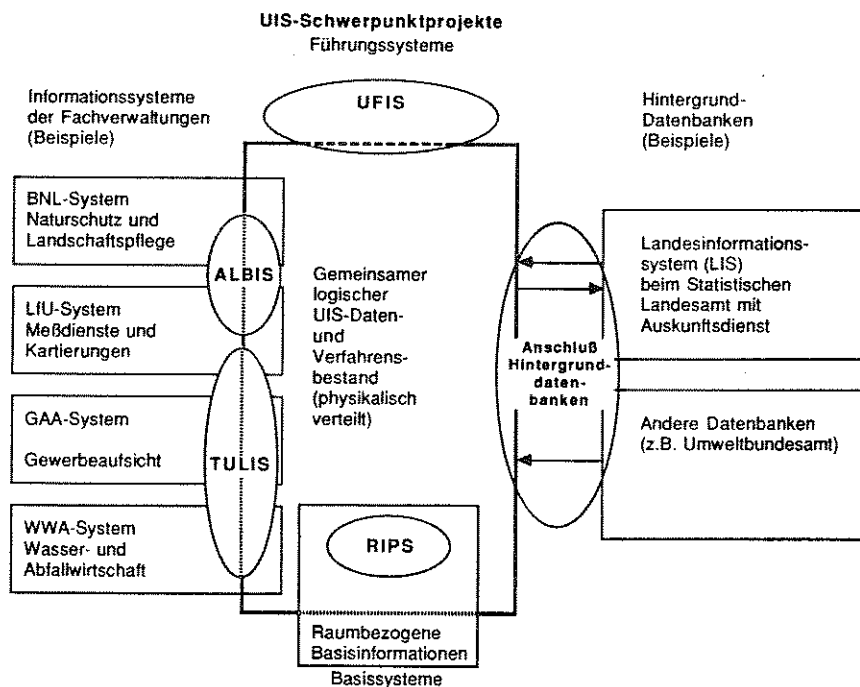 UIS-Schwerpunktprojekte
Führungssysteme
UFIS
Informationssysteme
der Fachverwaltungen
(Beispiele)
Hintergrund-
Datenbanken
(Beispiele)
BNL-System
Naturschutz und
Landschaftspflege
ALBIS
LfU-System
Meßdienste und
Kartierungen
GAA-System
Gewerbeaufsicht
TULIS
WWA-System
Wasser- und
Abfallwirtschaft
Gemeinsamer
logischer
UIS-Daten-
und
Verfahrens-
bestand
(physikalisch
verteilt)
Anschluß
Hintergrund-
daten-
banken
Landesinformations-
system (LIS)
beim Statistischen
Landesamt mit
Auskunftsdienst
Andere Datenbanken
(z.B. Umweltbundesamt)
RIPS
Raumbezogene
Basisinformationen
Basissysteme